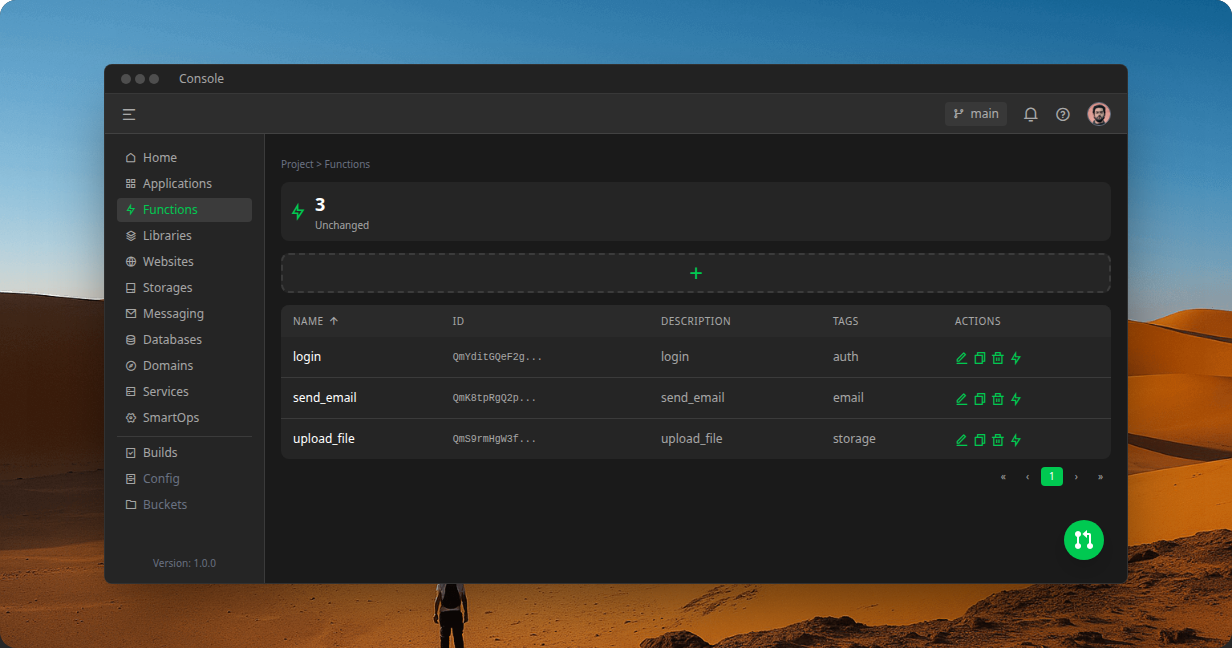 Console
main
Home
Applications
Functions
Libraries
Websites
Storages
Messaging
Databases
Domains
Services
SmartOps
Builds
Config
Buckets
Version: 1.0.0
Project > Functions
3
Unchanged
+
NAME ↑ ID DESCRIPTION TAGS ACTIONS
login QmYditGQeF2g... login auth
send_email QmK8tpRgQ2p... send_email email
upload_file QmS9rmHgW3f... upload_file storage
« ‹ 1 › »